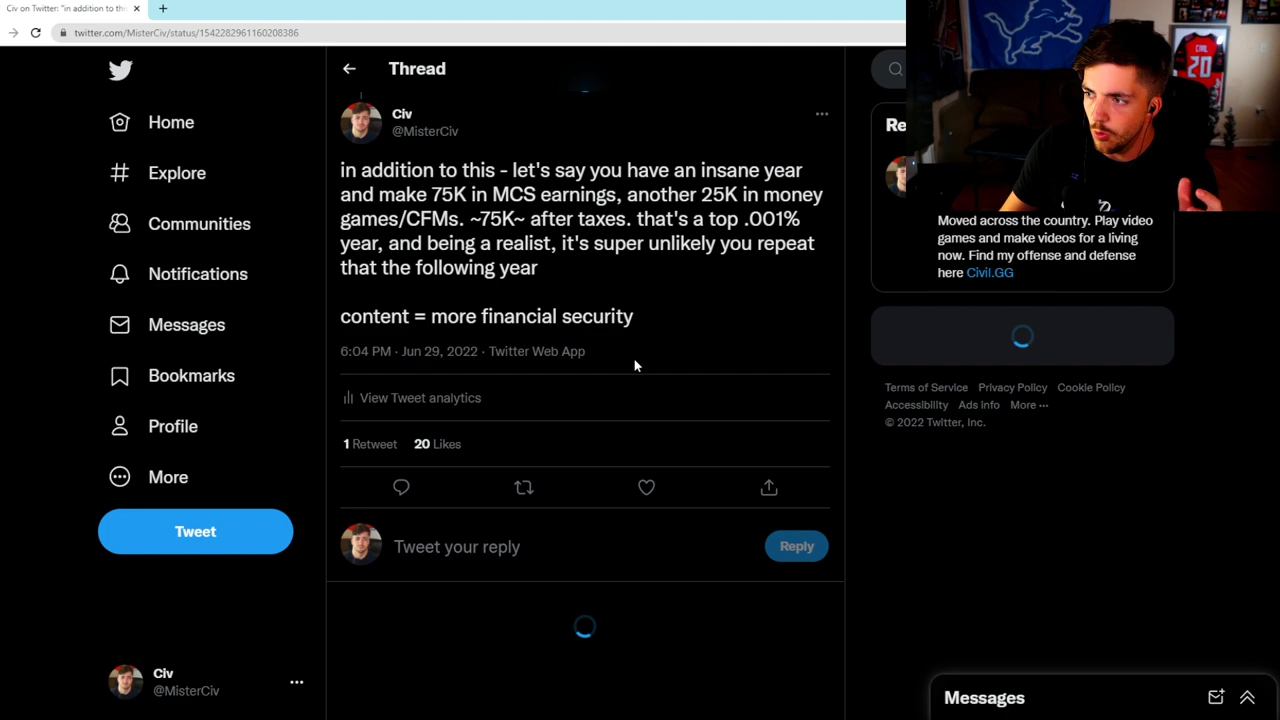 Civ on Twitter: "in addition to thi
twitter.com/MisterCiv/status/1542282961160208386
Thread
Home
Explore
Communities
Notifications
Messages
Bookmarks
Profile
More
Tweet
Civ
@MisterCiv
Civ
@MisterCiv
in addition to this - let's say you have an insane year
and make 75K in MCS earnings, another 25K in money
games/CFMs. ~75K~ after taxes. that's a top .001%
year, and being a realist, it's super unlikely you repeat
that the following year
content = more financial security
6:04 PM · Jun 29, 2022 · Twitter Web App
View Tweet analytics
1 Retweet 20 Likes
Tweet your reply
Reply
Re
Moved across the country. Play video
games and make videos for a living
now. Find my offense and defense
here Civil.GG
Terms of Service Privacy Policy Cookie Policy
Accessibility Ads info More ···
© 2022 Twitter, Inc.
Messages
CIVIL
20